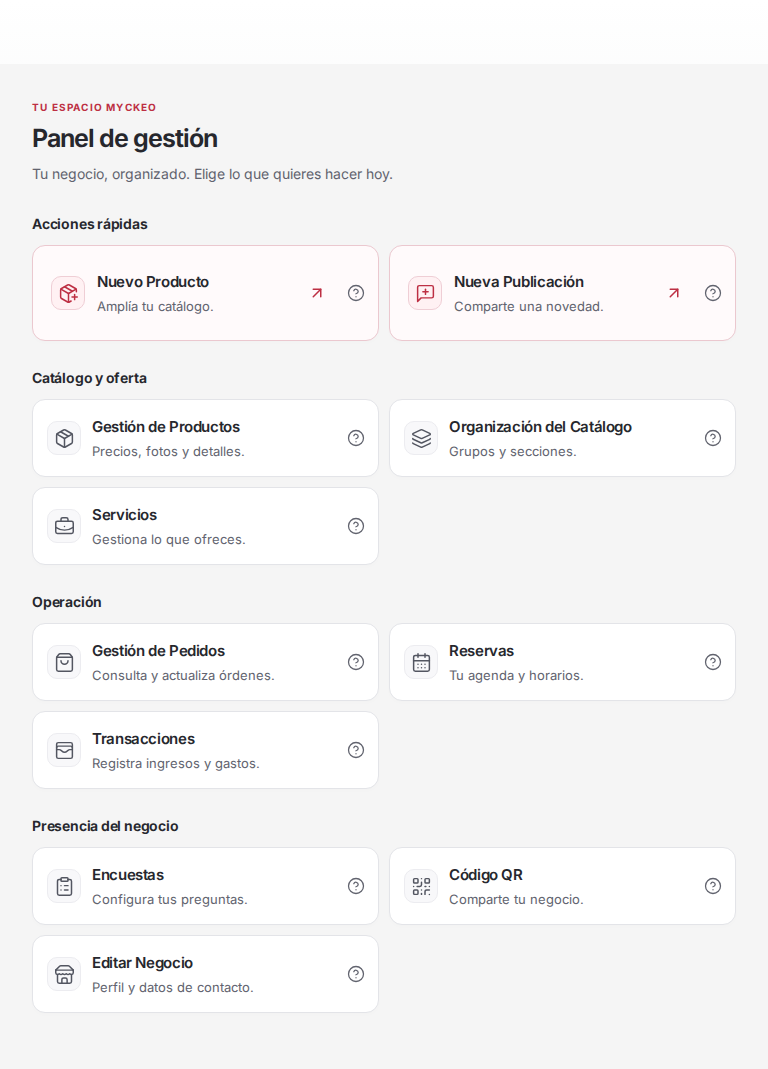 TU ESPACIO MYCKEO
Panel de gestión
Tu negocio, organizado. Elige lo que quieres hacer hoy.
Acciones rápidas
Nuevo Producto
Amplía tu catálogo.
Nueva Publicación
Comparte una novedad.
Catálogo y oferta
Gestión de Productos
Precios, fotos y detalles.
Organización del Catálogo
Grupos y secciones.
Servicios
Gestiona lo que ofreces.
Operación
Gestión de Pedidos
Consulta y actualiza órdenes.
Reservas
Tu agenda y horarios.
Transacciones
Registra ingresos y gastos.
Presencia del negocio
Encuestas
Configura tus preguntas.
Código QR
Comparte tu negocio.
Editar Negocio
Perfil y datos de contacto.